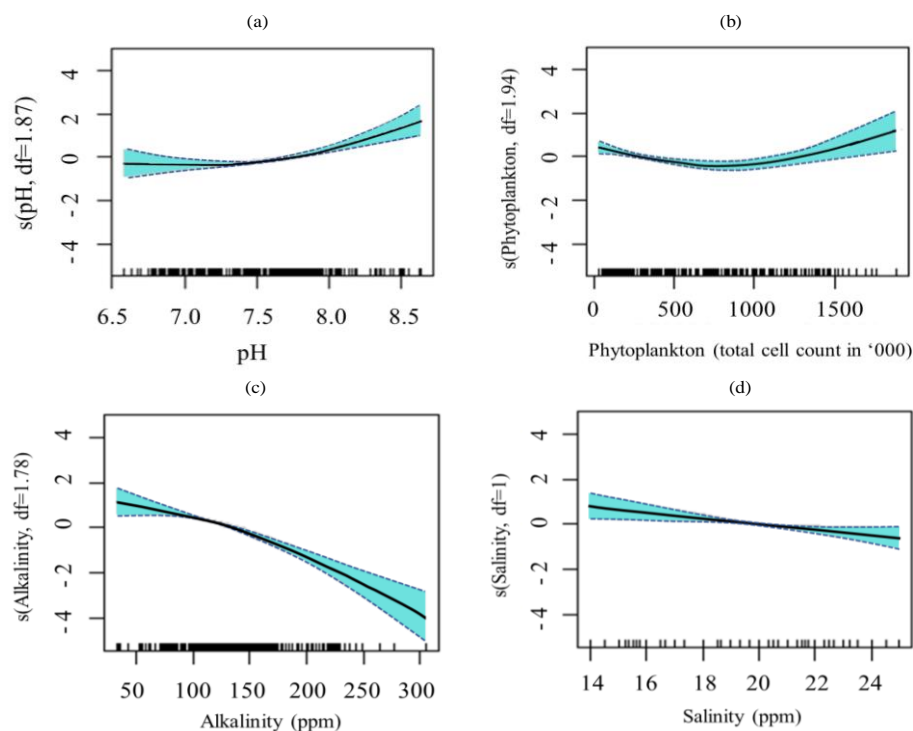 (a)
s(pH, df=1.87)
4
2
0
- 2
- 4
6.5 7.0 7.5 8.0 8.5
pH
(b)
s(Phytoplankton, df=1.94)
4
2
0
- 2
- 4
0 500 1000 1500
Phytoplankton (total cell count in ‘000)
(c)
s(Alkalinity, df=1.78)
4
2
0
- 2
- 4
50 100 150 200 250 300
Alkalinity (ppm)
(d)
s(Salinity, df=1)
4
2
0
- 2
- 4
14 16 18 20 22 24
Salinity (ppm)